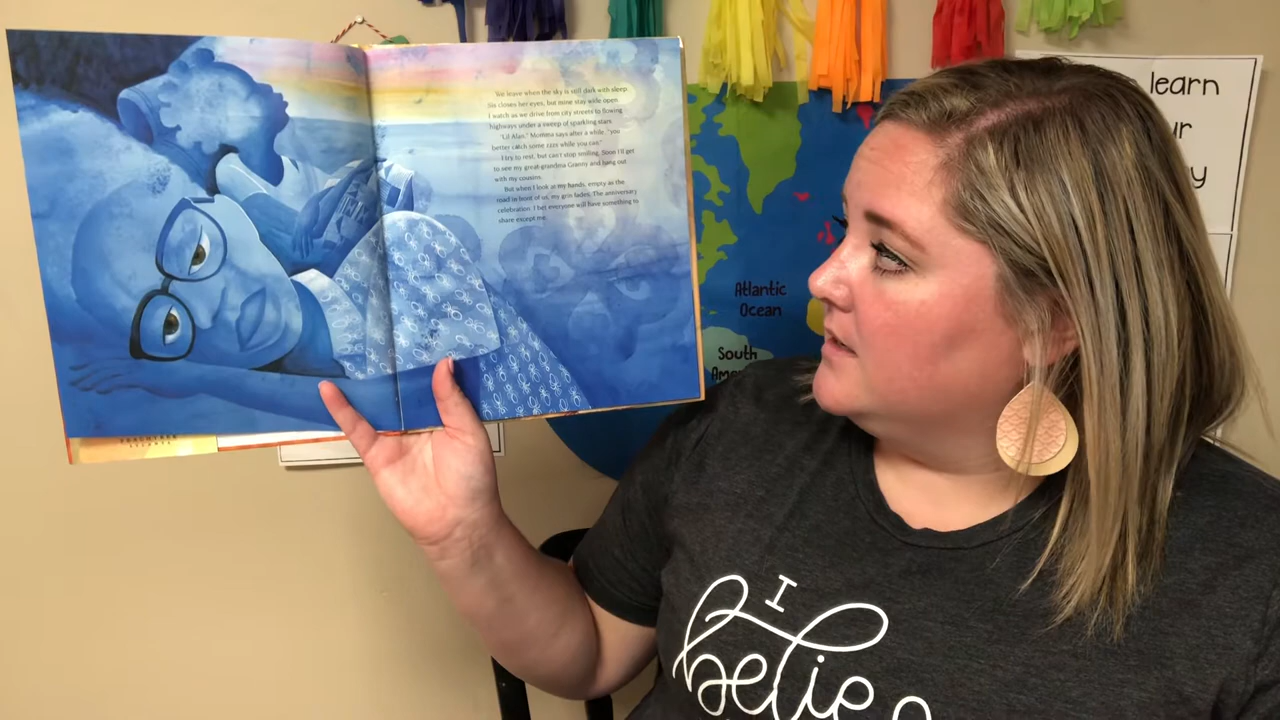 We leave when the sky is still dark with sleep.
Sis closes her eyes, but mine stay wide open.
I watch as we drive from city streets to flowing
highways under a sweep of sparkling stars.
"Lil Alan," Momma says after a while, "you
better catch some zzzs while you can."
I try to rest, but can't stop smiling. Soon I'll get
to see my great-grandma Granny and hang out
with my cousins.
But when I look at my hands, empty as the
road in front of us, my grin fades. The anniversary
celebration. I bet everyone will have something to
share except me.
learn
Atlantic
Ocean
South
I
belie